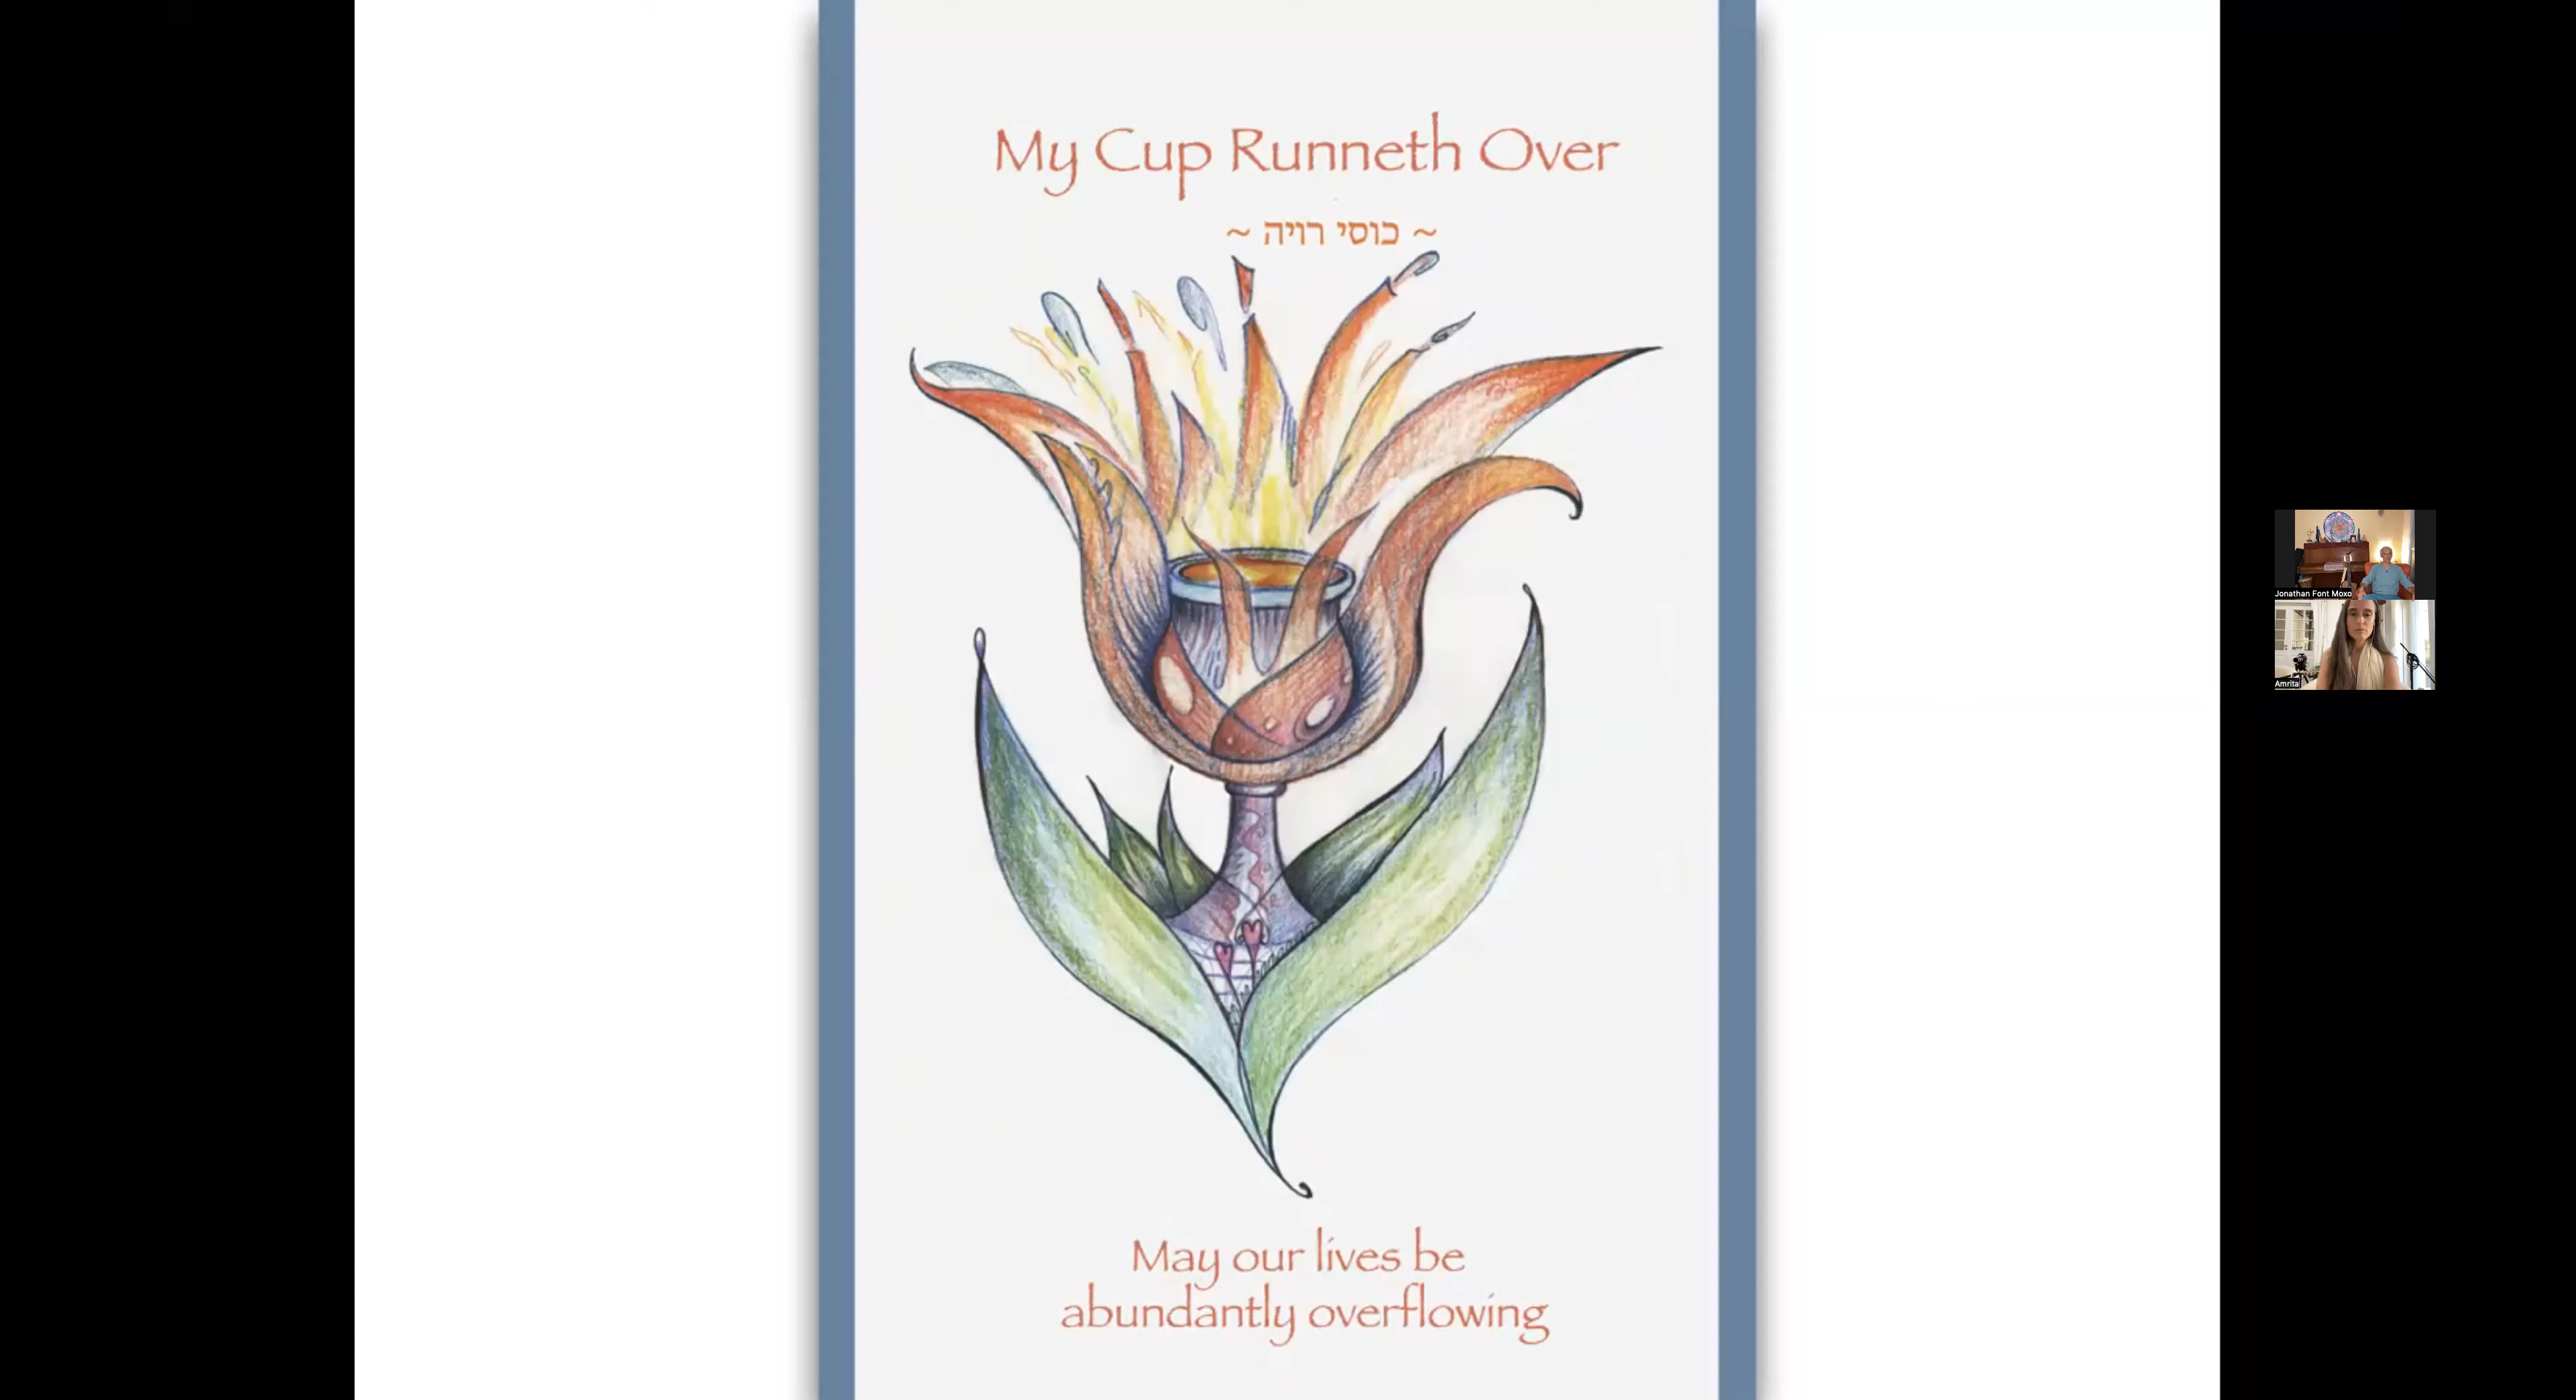 My Cup Runneth Over
~ כוסי רויה ~
May our lives be
abundantly overflowing
Jonathan Font Moxo
Amrita